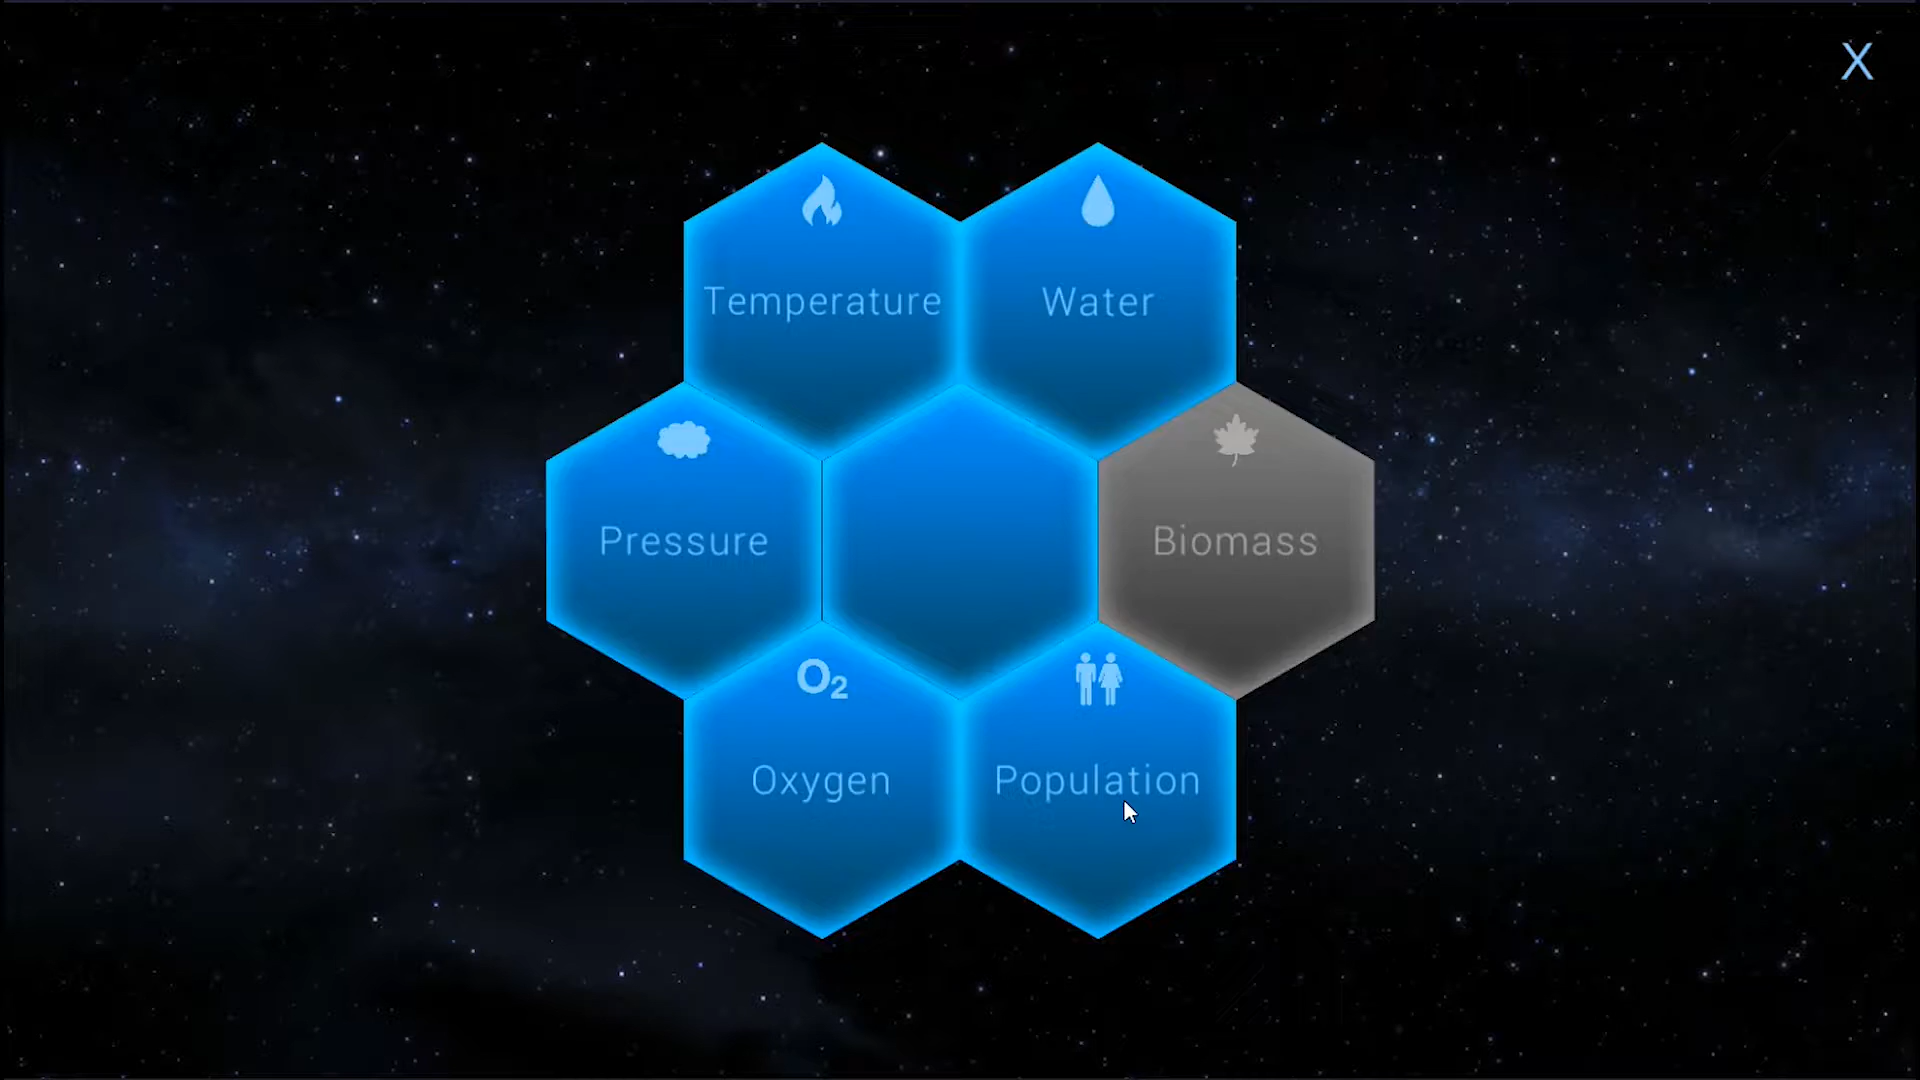 X
Temperature
Water
Pressure
Biomass
O₂
Oxygen
Population